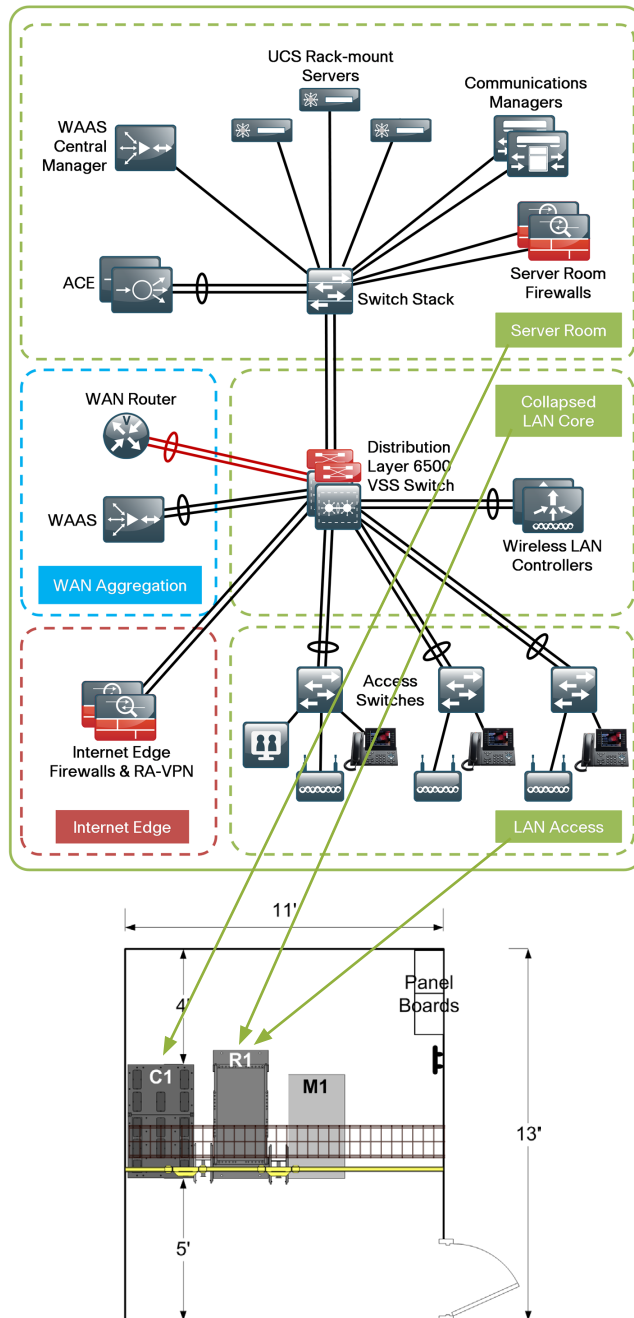 UCS Rack-mount
Servers
Communications
Managers
WAAS
Central
Manager
ACE
Switch Stack
Server Room
Firewalls
Server Room
WAN Router
V
WAAS
WAN Aggregation
Distribution
Layer 6500
VSS Switch
Collapsed
LAN Core
Wireless LAN
Controllers
Internet Edge
Firewalls & RA-VPN
Internet Edge
Access
Switches
LAN Access
11'
4'
Panel
Boards
C1
R1
M1
13'
5'